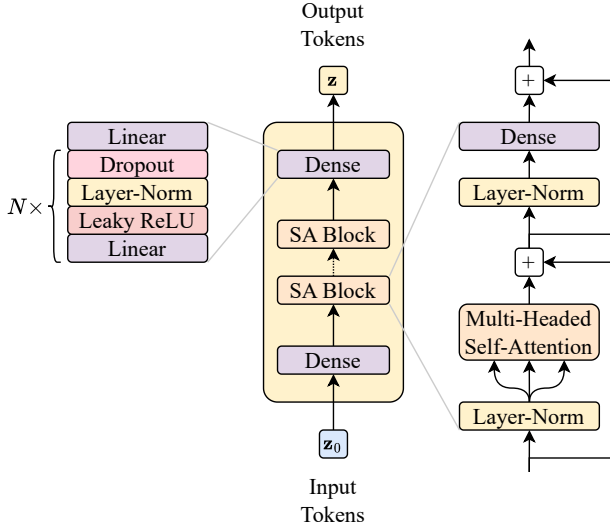 Output
Tokens
z
Linear
Dropout
Layer-Norm
Leaky ReLU
Linear
N×
Dense
SA Block
SA Block
Dense
z0
Input
Tokens
+
Dense
Layer-Norm
+
Multi-Headed
Self-Attention
Layer-Norm